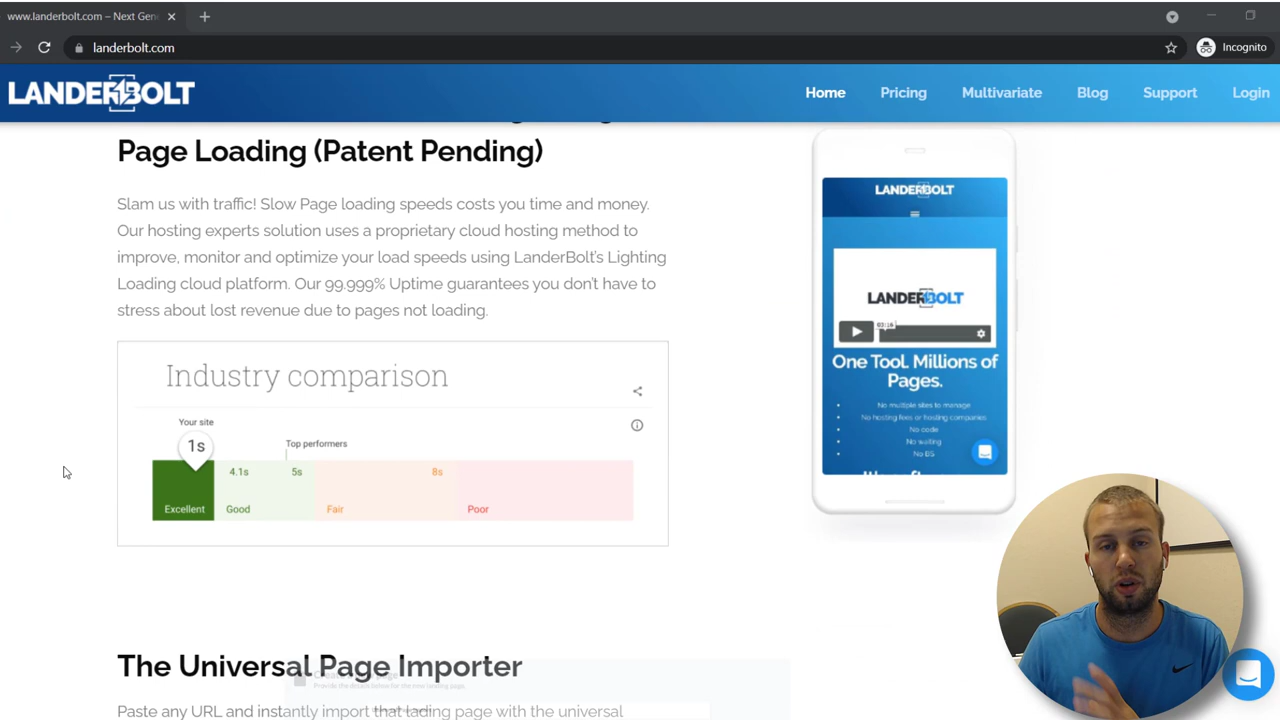 www.landerbolt.com – Next Gen
landerbolt.com
Incognito
LANDERBOLT
Home
Pricing
Multivariate
Blog
Support
Login
Page Loading (Patent Pending)
Slam us with traffic! Slow Page loading speeds costs you time and money.
Our hosting experts solution uses a proprietary cloud hosting method to
improve, monitor and optimize your load speeds using LanderBolt's Lighting
Loading cloud platform. Our 99.999% Uptime guarantees you don't have to
stress about lost revenue due to pages not loading.
Industry comparison
Your site
1s
Top performers
4.1s
5s
8s
Excellent
Good
Fair
Poor
LANDERBOLT
LANDERBOLT
03:16
One Tool. Millions of
Pages.
No multiple sites to manage
No hosting fees or hosting companies
No code
No waiting
No BS
The Universal Page Importer
Paste any URL and instantly import that lading page with the universal